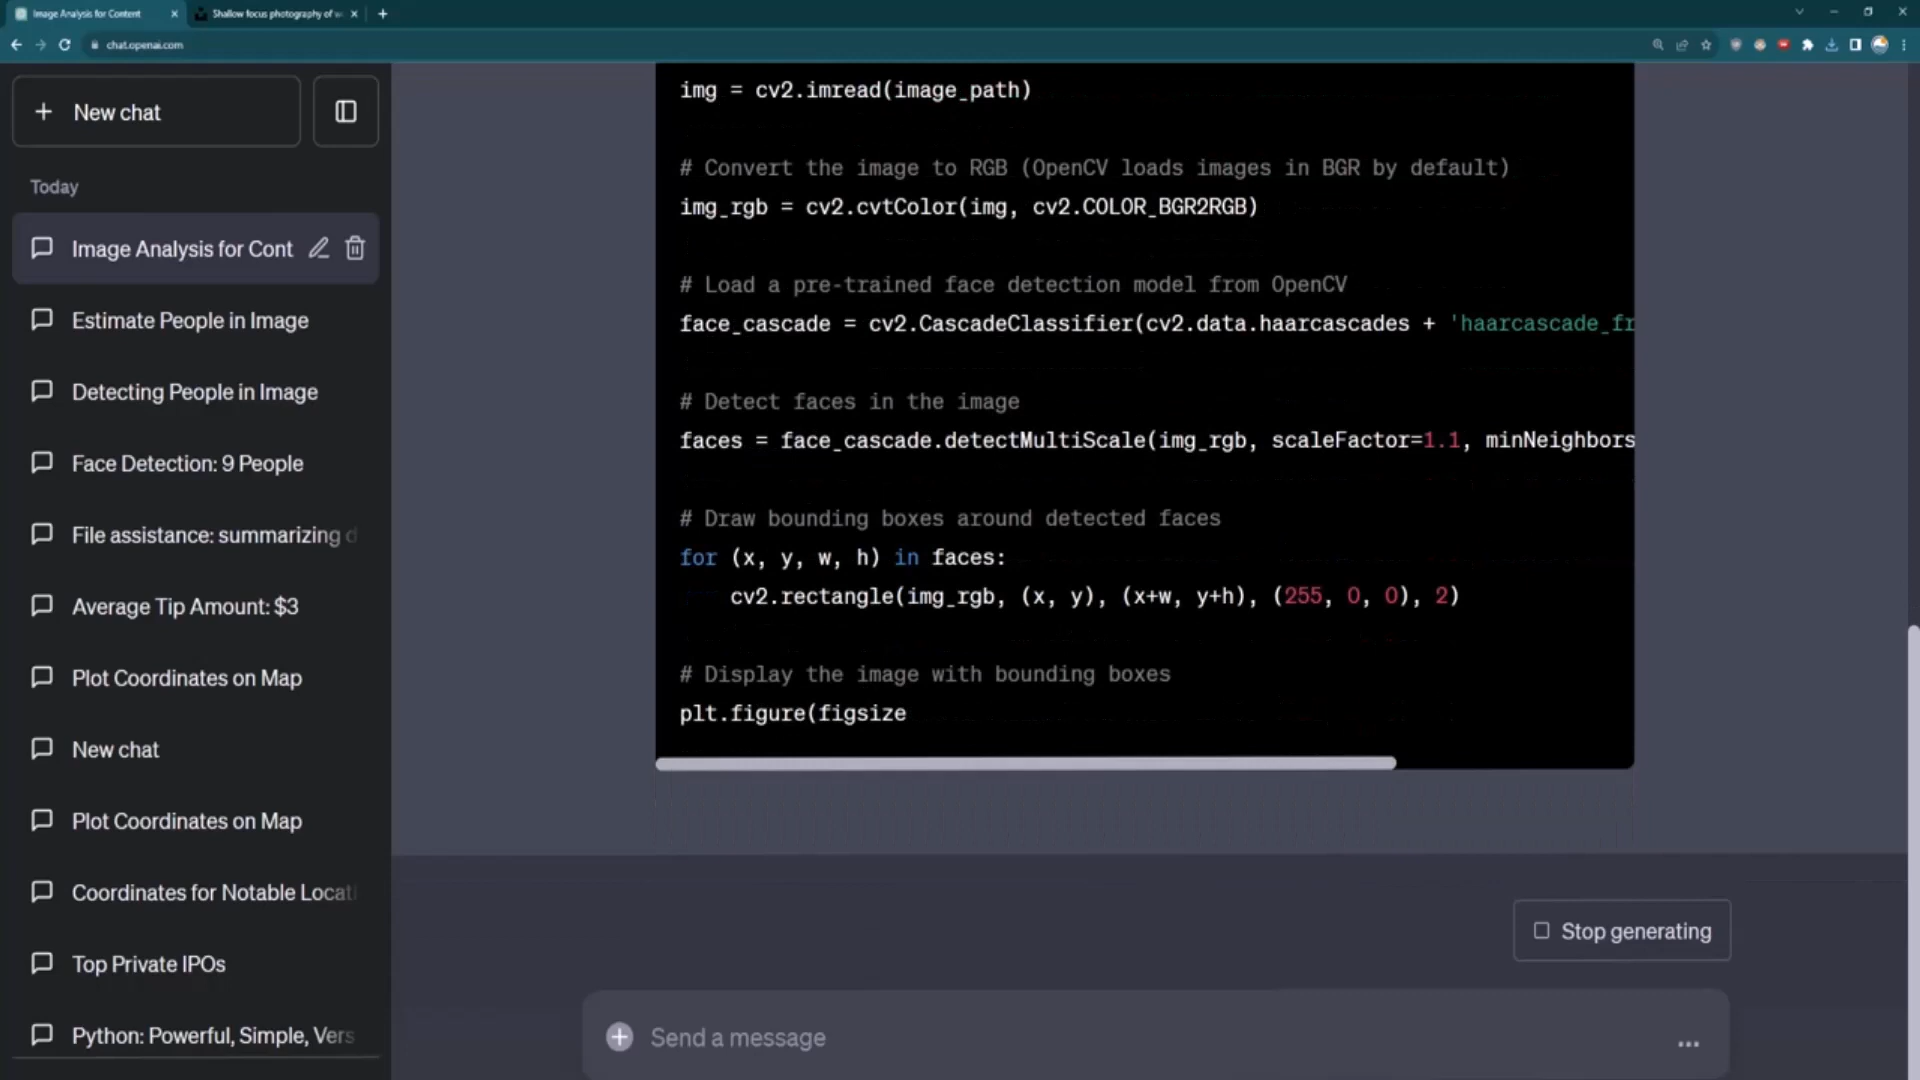 Image Analysis for Content
Shallow focus photography of
chat.openai.com
New chat
Today
Image Analysis for Cont
Estimate People in Image
Detecting People in Image
Face Detection: 9 People
File assistance: summarizing d
Average Tip Amount: $3
Plot Coordinates on Map
New chat
Plot Coordinates on Map
Coordinates for Notable Locati
Top Private IPOs
Python: Powerful, Simple, Vers
img = cv2.imread(image_path)
# Convert the image to RGB (OpenCV loads images in BGR by default)
img_rgb = cv2.cvtColor(img, cv2.COLOR_BGR2RGB)
# Load a pre-trained face detection model from OpenCV
face_cascade = cv2.CascadeClassifier(cv2.data.haarcascades + 'haarcascade_fr
# Detect faces in the image
faces = face_cascade.detectMultiScale(img_rgb, scaleFactor=1.1, minNeighbors
# Draw bounding boxes around detected faces
for (x, y, w, h) in faces:
cv2.rectangle(img_rgb, (x, y), (x+w, y+h), (255, 0, 0), 2)
# Display the image with bounding boxes
plt.figure(figsize
Stop generating
Send a message